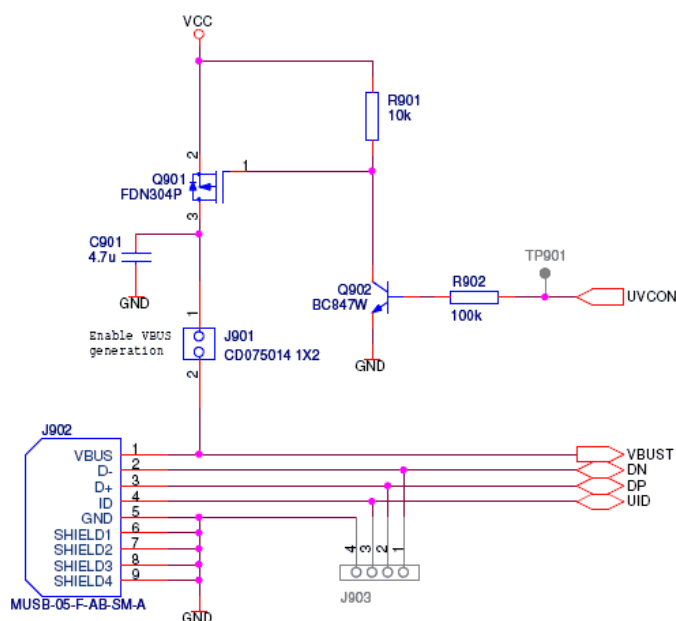 VCC
R901
10k
2
1
Q901
FDN304P
3
C901
4.7u
GND
TP901
Q902
BC847W
R902
100k
UVCON
GND
1
Enable VBUS
generation
J901
CD075014 1X2
2
J902
VBUS 1 VBUST
D- 2 DN
D+ 3 DP
ID 4 UID
GND 5
SHIELD1 6
SHIELD2 7
SHIELD3 8
SHIELD4 9
4 3 2 1
J903
MUSB-05-F-AB-SM-A
GND